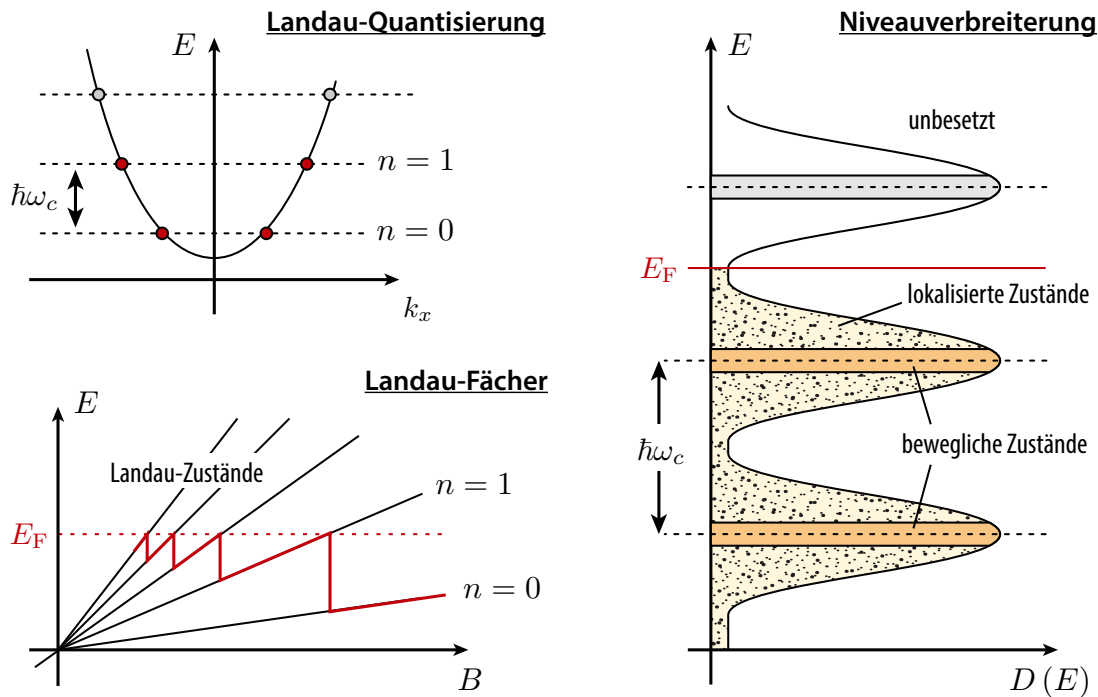 Landau-Quantisierung
E
n = 1
ħω_c
n = 0
k_x
Landau-Fächer
E
Landau-Zustände
n = 1
E_F
n = 0
B
Niveauverbreiterung
E
unbesetzt
E_F
lokalisierte Zustände
ħω_c
bewegliche Zustände
D (E)